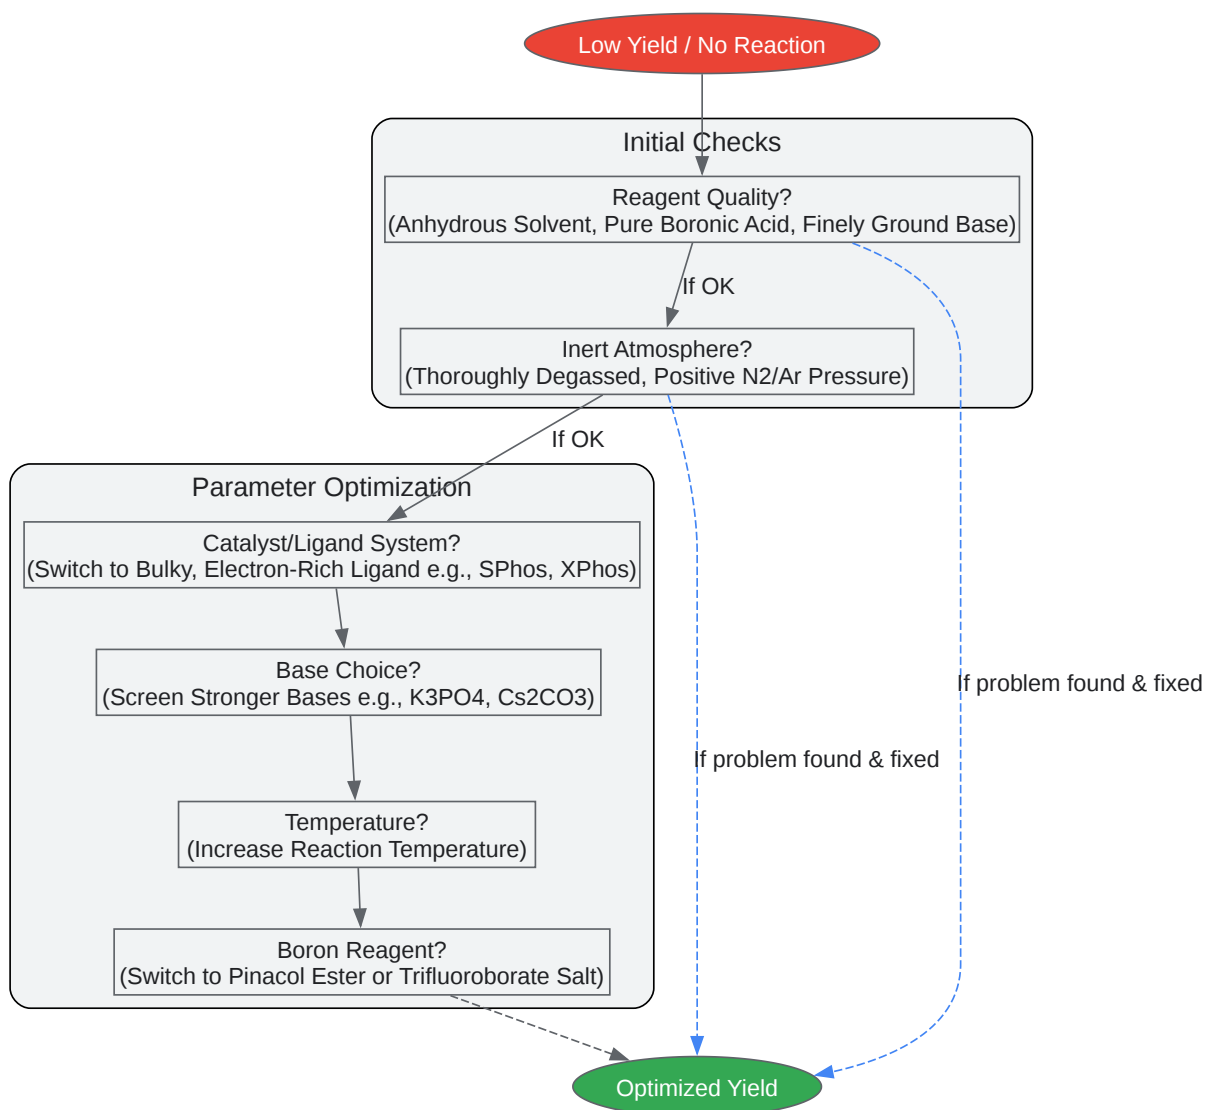 Low Yield / No Reaction
Initial Checks
Reagent Quality?
(Anhydrous Solvent, Pure Boronic Acid, Finely Ground Base)
If OK
Inert Atmosphere?
(Thoroughly Degassed, Positive N2/Ar Pressure)
If OK
Parameter Optimization
Catalyst/Ligand System?
(Switch to Bulky, Electron-Rich Ligand e.g., SPhos, XPhos)
Base Choice?
(Screen Stronger Bases e.g., K3PO4, Cs2CO3)
If problem found & fixed
If problem found & fixed
Temperature?
(Increase Reaction Temperature)
Boron Reagent?
(Switch to Pinacol Ester or Trifluoroborate Salt)
Optimized Yield